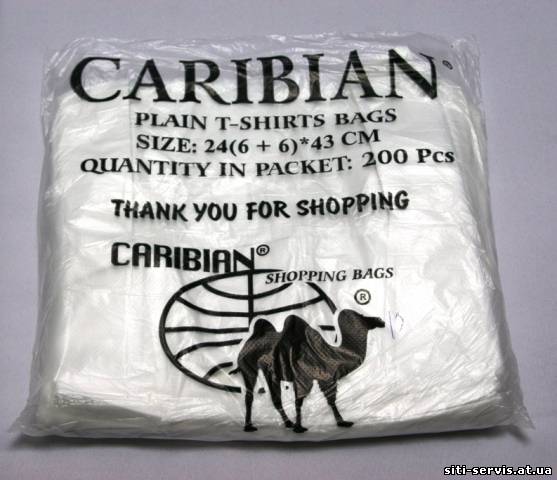 CARIBIAN®
PLAIN T-SHIRTS BAGS
SIZE: 24(6 + 6)*43 CM
QUANTITY IN PACKET: 200 Pcs
THANK YOU FOR SHOPPING
CARIBIAN®
SHOPPING BAGS
®
siti-servis.at.ua